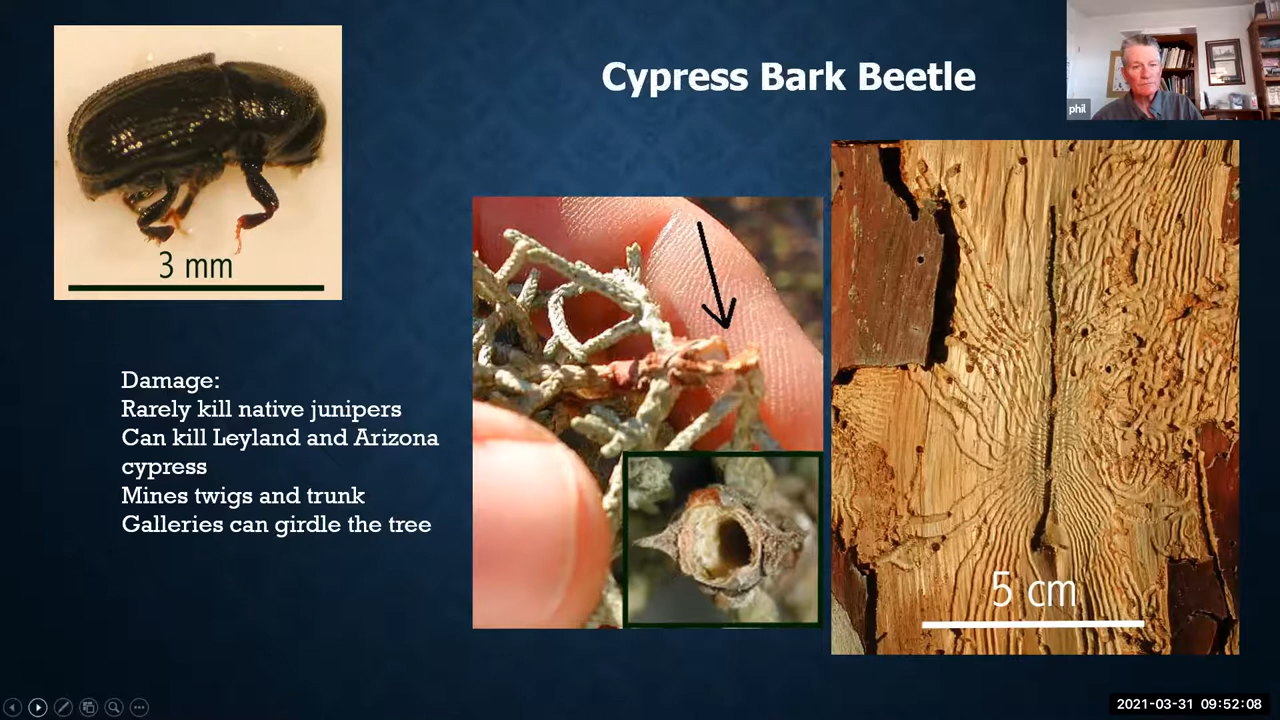 Cypress Bark Beetle
phil
3 mm
Damage:
Rarely kill native junipers
Can kill Leyland and Arizona
cypress
Mines twigs and trunk
Galleries can girdle the tree
5 cm
2021-03-31 09:52:08